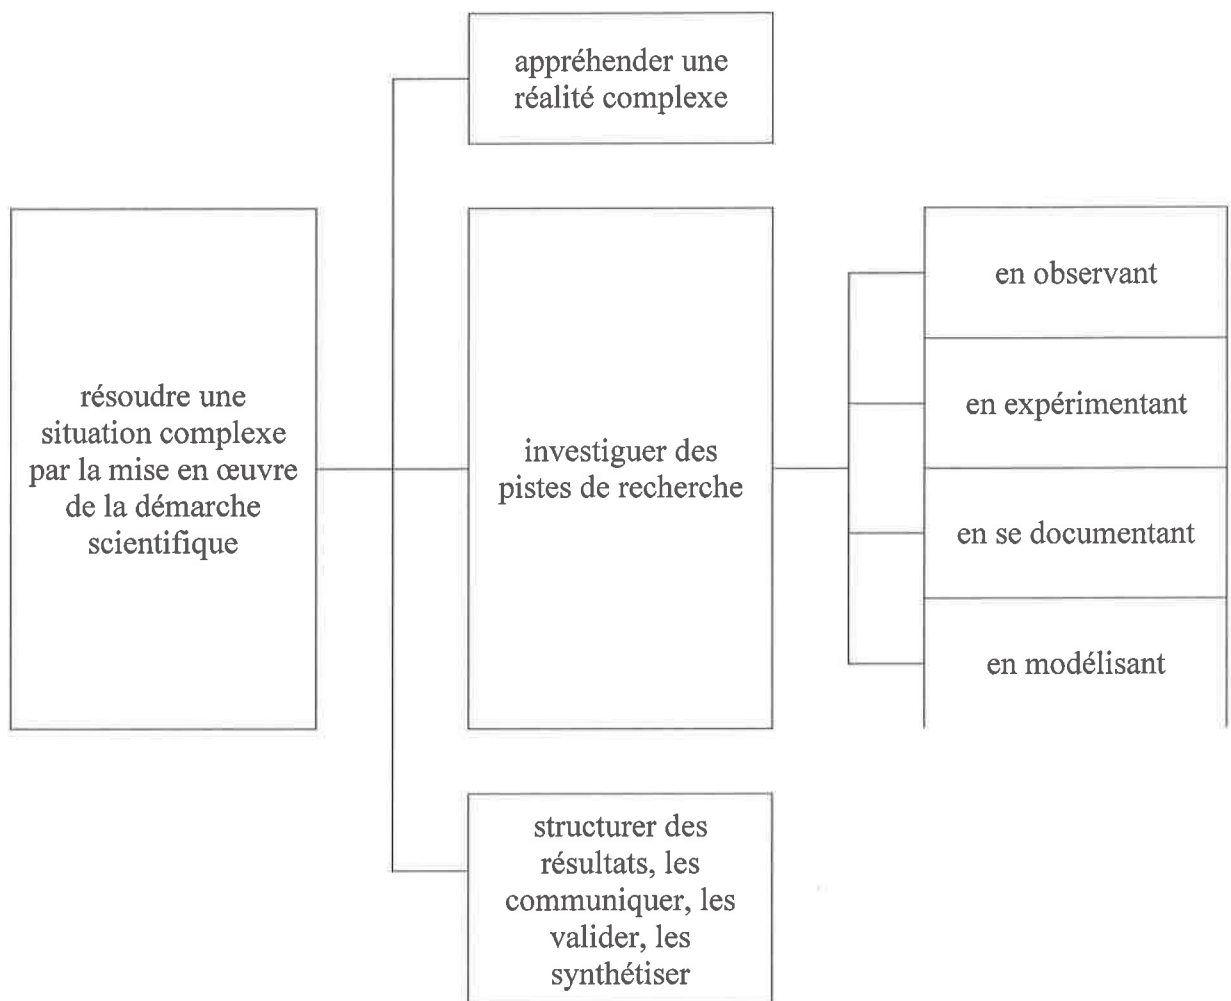 appréhender une
réalité complexe
résoudre une
situation complexe
par la mise en œuvre
de la démarche
scientifique
investiguer des
pistes de recherche
en observant
en expérimentant
en se documentant
en modélisant
structurer des
résultats, les
communiquer, les
valider, les
synthétiser